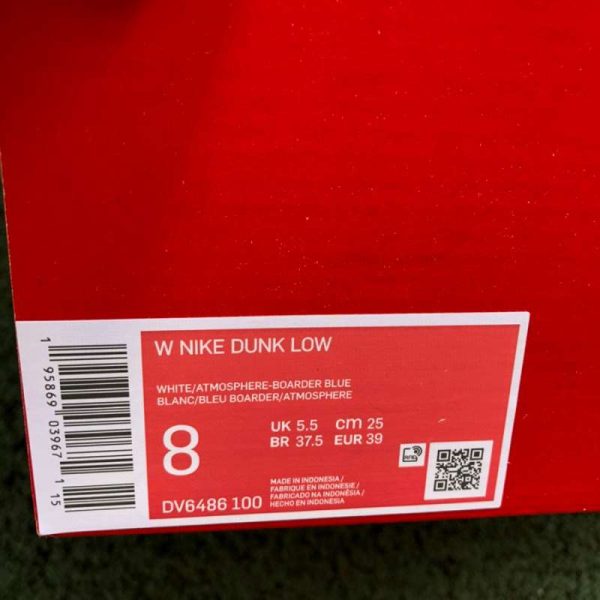 W NIKE DUNK LOW
WHITE/ATMOSPHERE-BOARDER BLUE
BLANC/BLEU BOARDER/ATMOSPHERE
8
UK 5.5 cm 25
BR 37.5 EUR 39
DV6486 100
MADE IN INDONESIA/
FABRIQUE EN INDONESIE/
FABRICADO NA INDONÉSIA/
HECHO EN INDONESIA
1 95869 03967 1 15